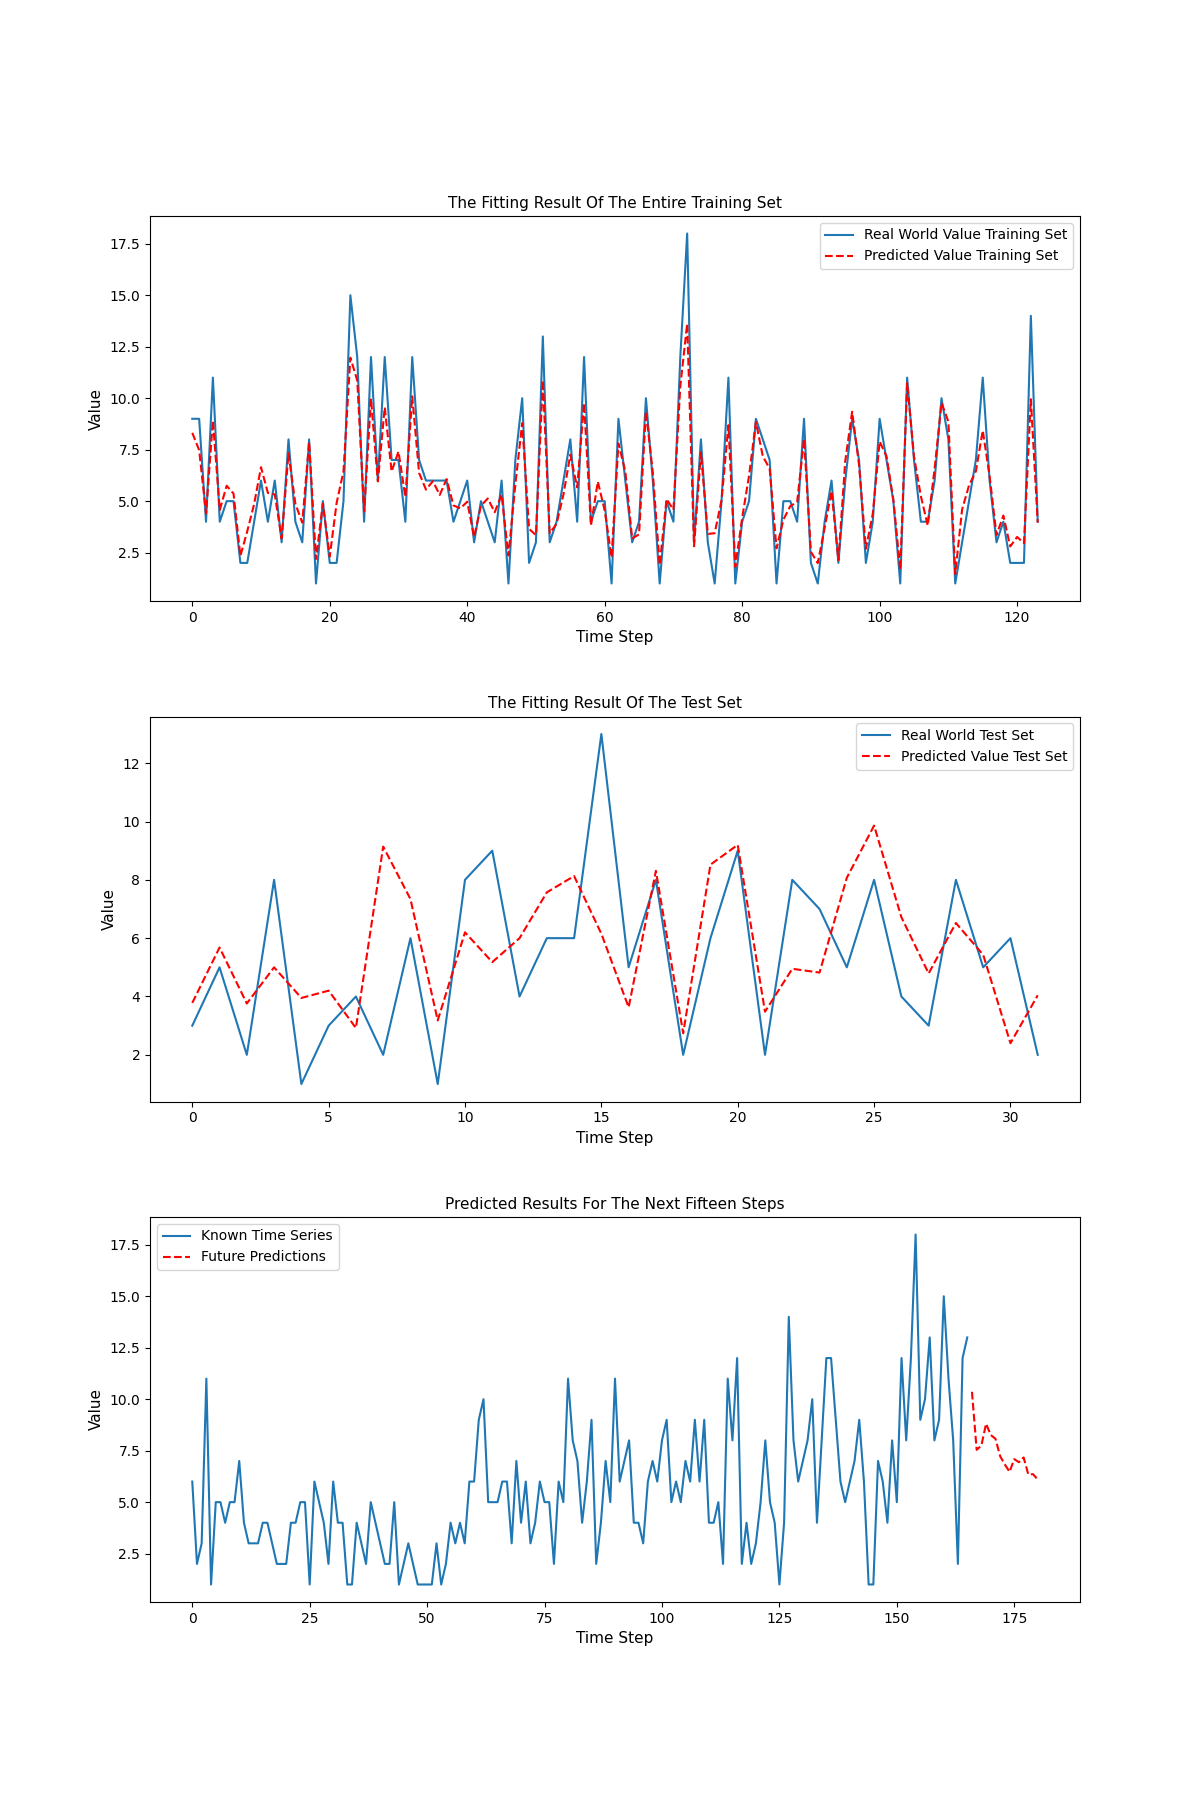 The Fitting Result Of The Entire Training Set
17.5
15.0
12.5
10.0
7.5
5.0
2.5
Value
Real World Value Training Set
Predicted Value Training Set
0 20 40 60 80 100 120
Time Step
The Fitting Result Of The Test Set
12
10
8
6
4
2
Value
Real World Test Set
Predicted Value Test Set
0 5 10 15 20 25 30
Time Step
Predicted Results For The Next Fifteen Steps
17.5
15.0
12.5
10.0
7.5
5.0
2.5
Value
Known Time Series
Future Predictions
0 25 50 75 100 125 150 175
Time Step